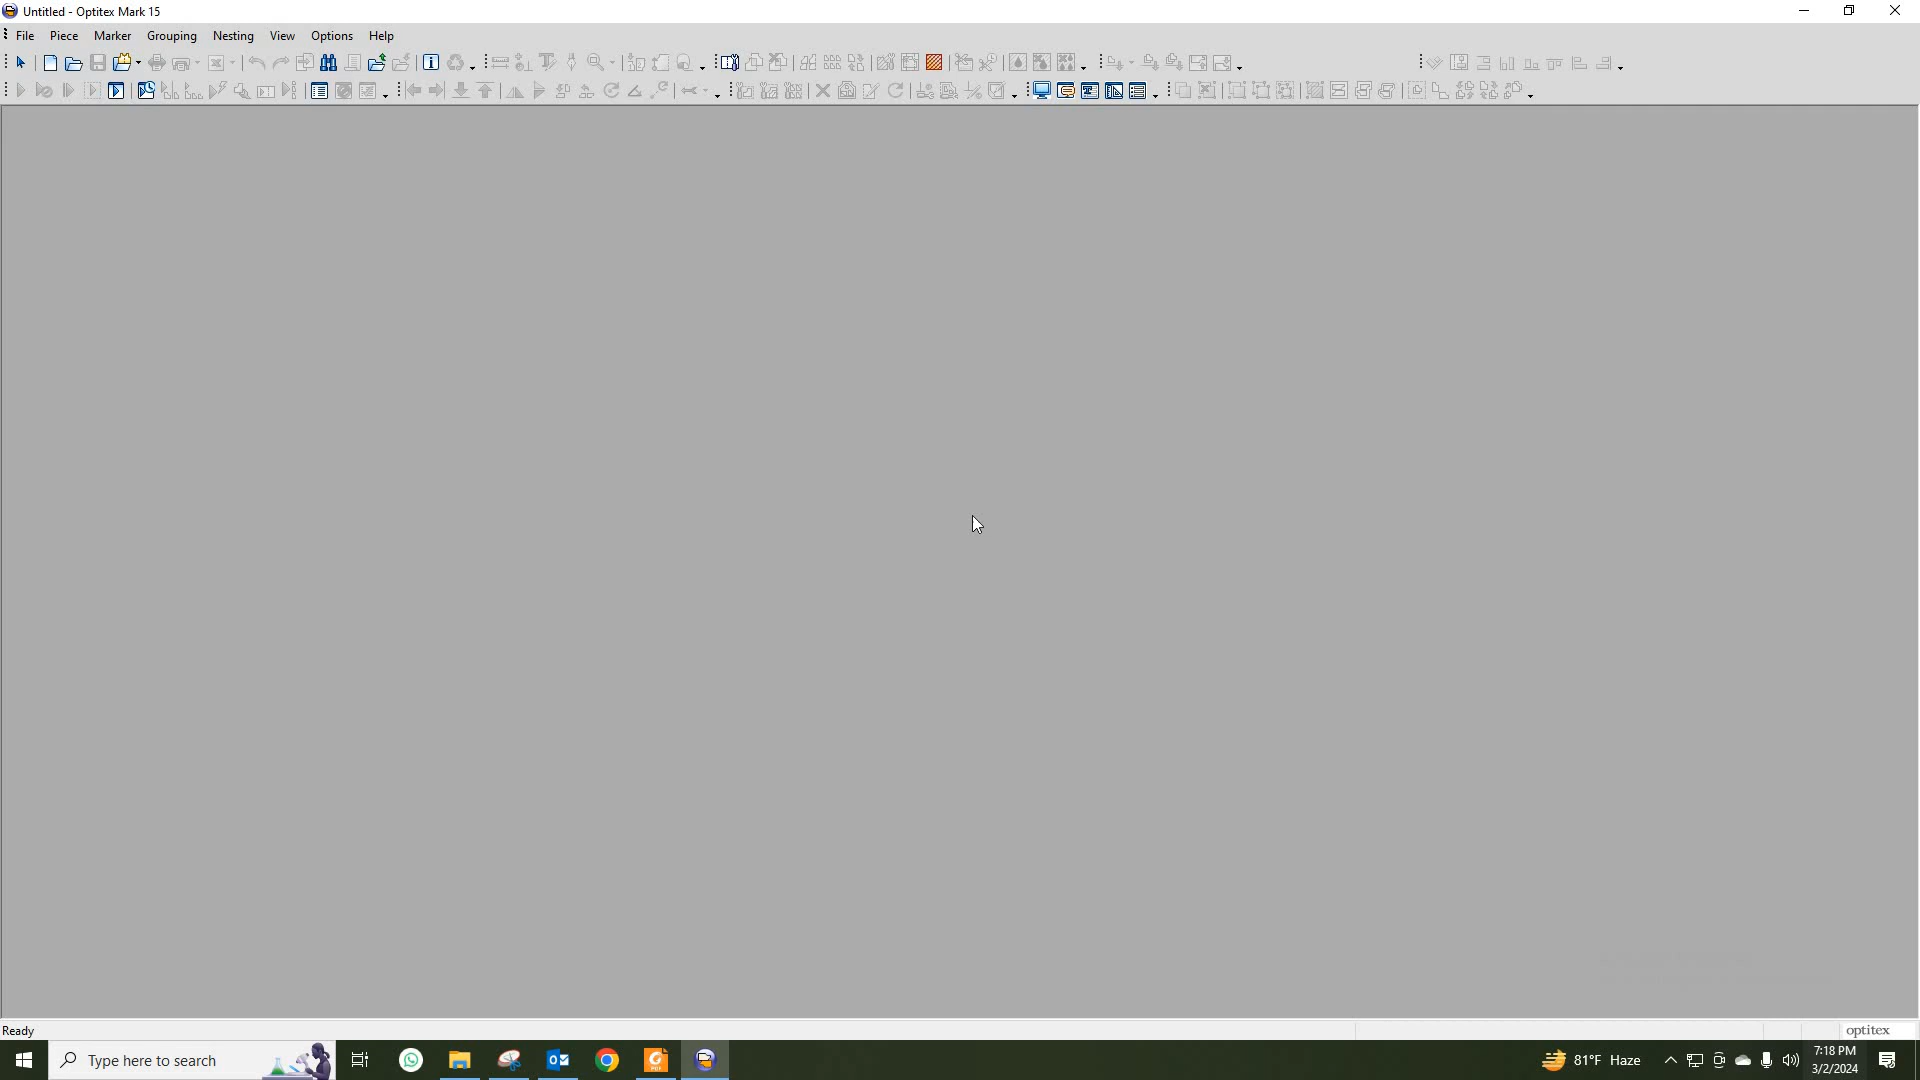 Untitled - Optitex Mark 15
File Piece Marker Grouping Nesting View Options Help
Ready
optitex
Type here to search
81°F Haze
7:18 PM
3/2/2024